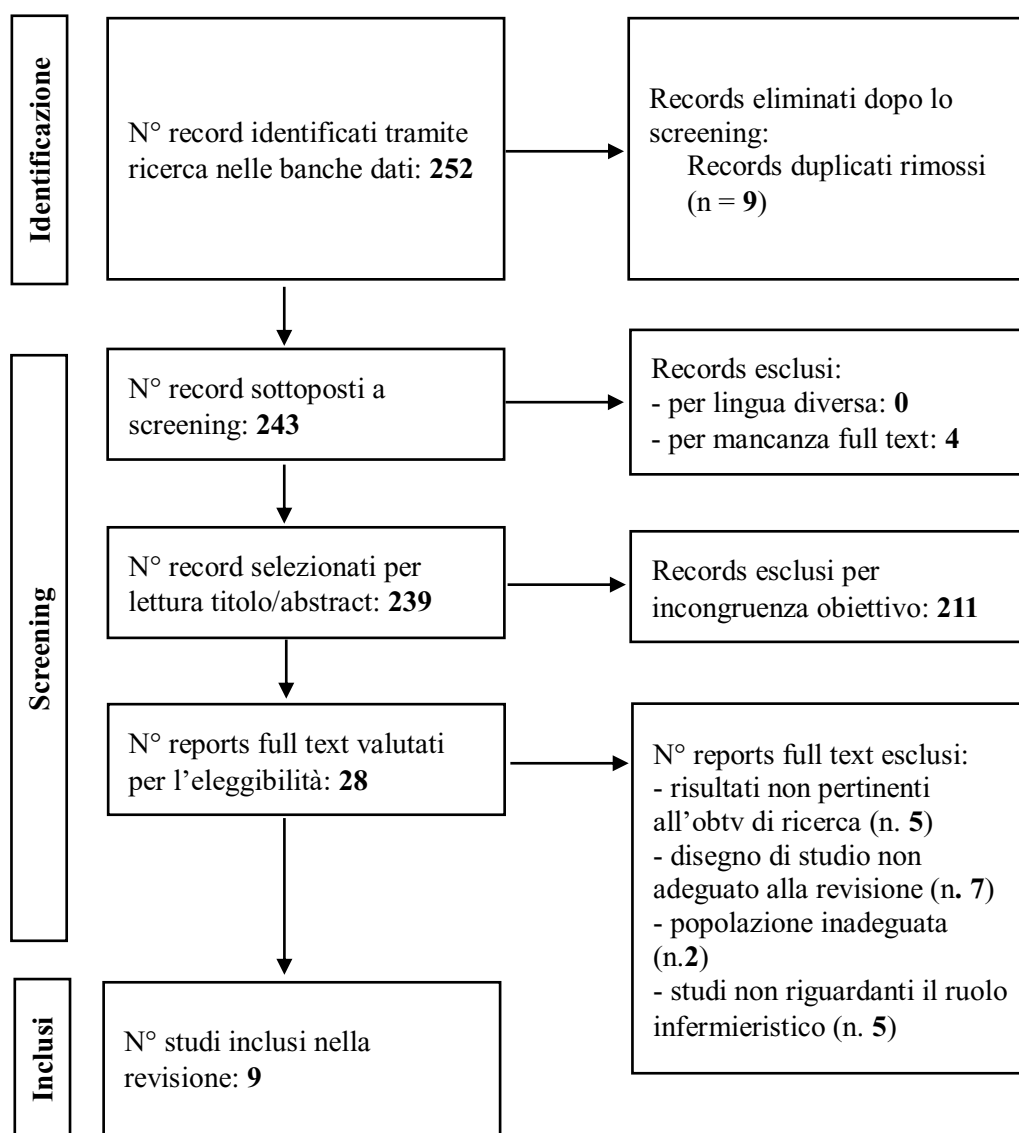 Identificazione
N° record identificati tramite
ricerca nelle banche dati: 252
Records eliminati dopo lo
screening:
Records duplicati rimossi
(n = 9)
Screening
N° record sottoposti a
screening: 243
Records esclusi:
- per lingua diversa: 0
- per mancanza full text: 4
N° record selezionati per
lettura titolo/abstract: 239
Records esclusi per
incongruenza obiettivo: 211
N° reports full text valutati
per l'eleggibilità: 28
N° reports full text esclusi:
- risultati non pertinenti
all'obtv di ricerca (n. 5)
- disegno di studio non
adeguato alla revisione (n. 7)
- popolazione inadeguata
(n.2)
- studi non riguardanti il ruolo
infermieristico (n. 5)
Inclusi
N° studi inclusi nella
revisione: 9